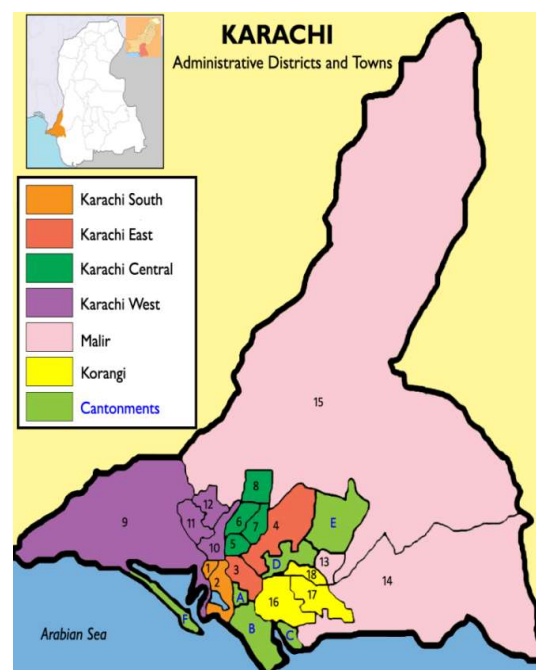 KARACHI
Administrative Districts and Towns
Karachi South
Karachi East
Karachi Central
Karachi West
Malir
Korangi
Cantonments
15
8
12
9
11
6
7
4
E
10
5
1
3
D
13
2
18
14
A
16
17
F
B
C
Arabian Sea